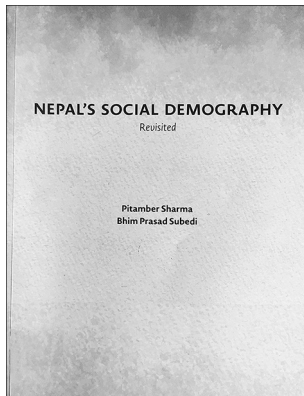 NEPAL'S SOCIAL DEMOGRAPHY
Revisited
Pitamber Sharma
Bhim Prasad Subedi